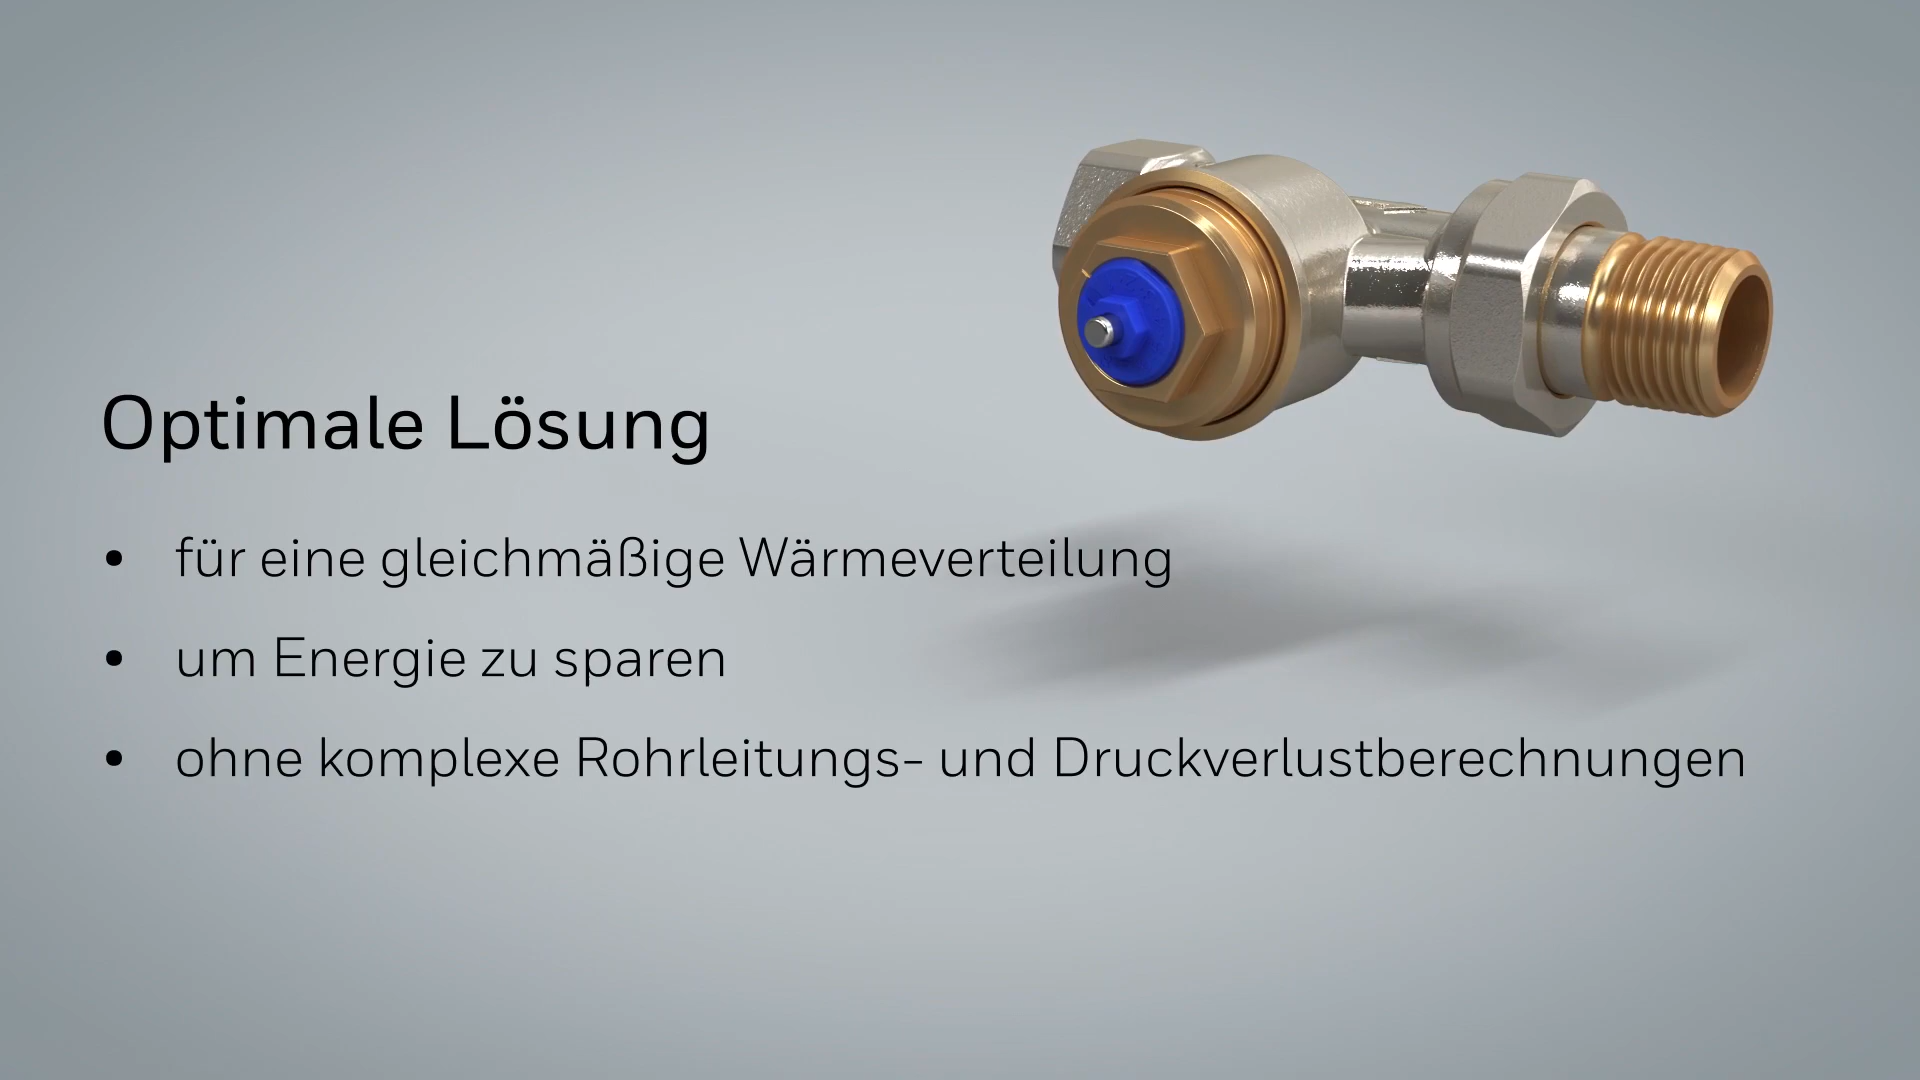 Optimale Lösung
• für eine gleichmäßige Wärmeverteilung
• um Energie zu sparen
• ohne komplexe Rohrleitungs- und Druckverlustberechnungen